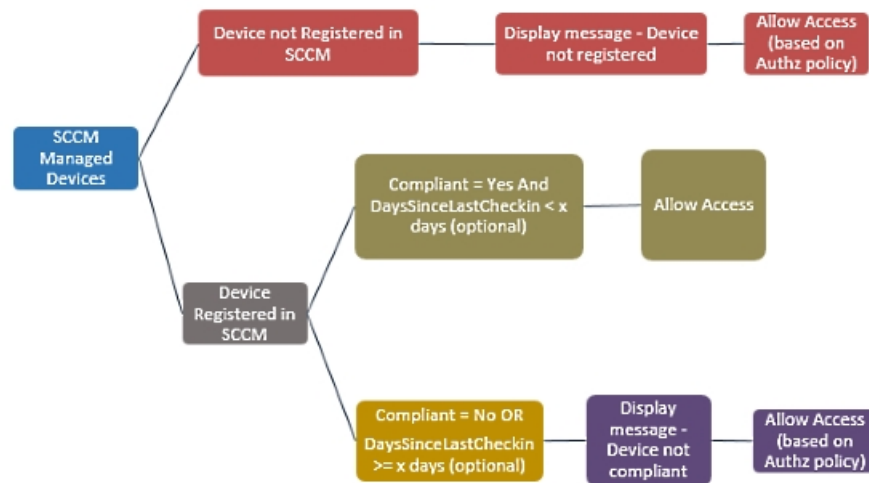 Device not Registered in
SCCM
Display message - Device
not registered
Allow Access
(based on
Authz policy)
SCCM
Managed
Devices
Compliant = Yes And
DaysSinceLastCheckin < x
days (optional)
Allow Access
Device
Registered in
SCCM
Compliant = No OR
DaysSinceLastCheckin
>= x days (optional)
Display
message -
Device not
compliant
Allow Access
(based on
Authz policy)